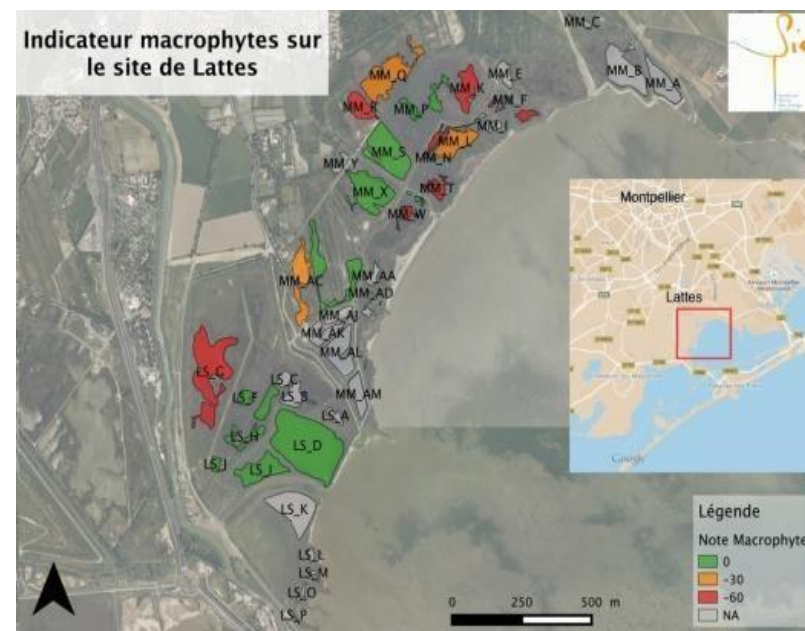 Indicateur macrophytes sur
le site de Lattes
MM_C
MM_B
MM_A
MM_Q
MM_E
MM_K
MM_R
MM_P
MM_F
MM_I
MM_S
MM_L
MM_N
MM_Y
MM_X
MM_T
MM_W
MM_AC
MM_AA
MM_AD
MM_AJ
MM_AK
MM_AL
MM_AM
LS_G
LS_C
LS_F
LS_B
LS_A
LS_H
LS_D
LS_J
LS_I
LS_K
LS_L
LS_M
LS_O
LS_P
Montpellier
Lattes
Google
Légende
Note Macrophyte
0
-30
-60
NA
0 250 500 m